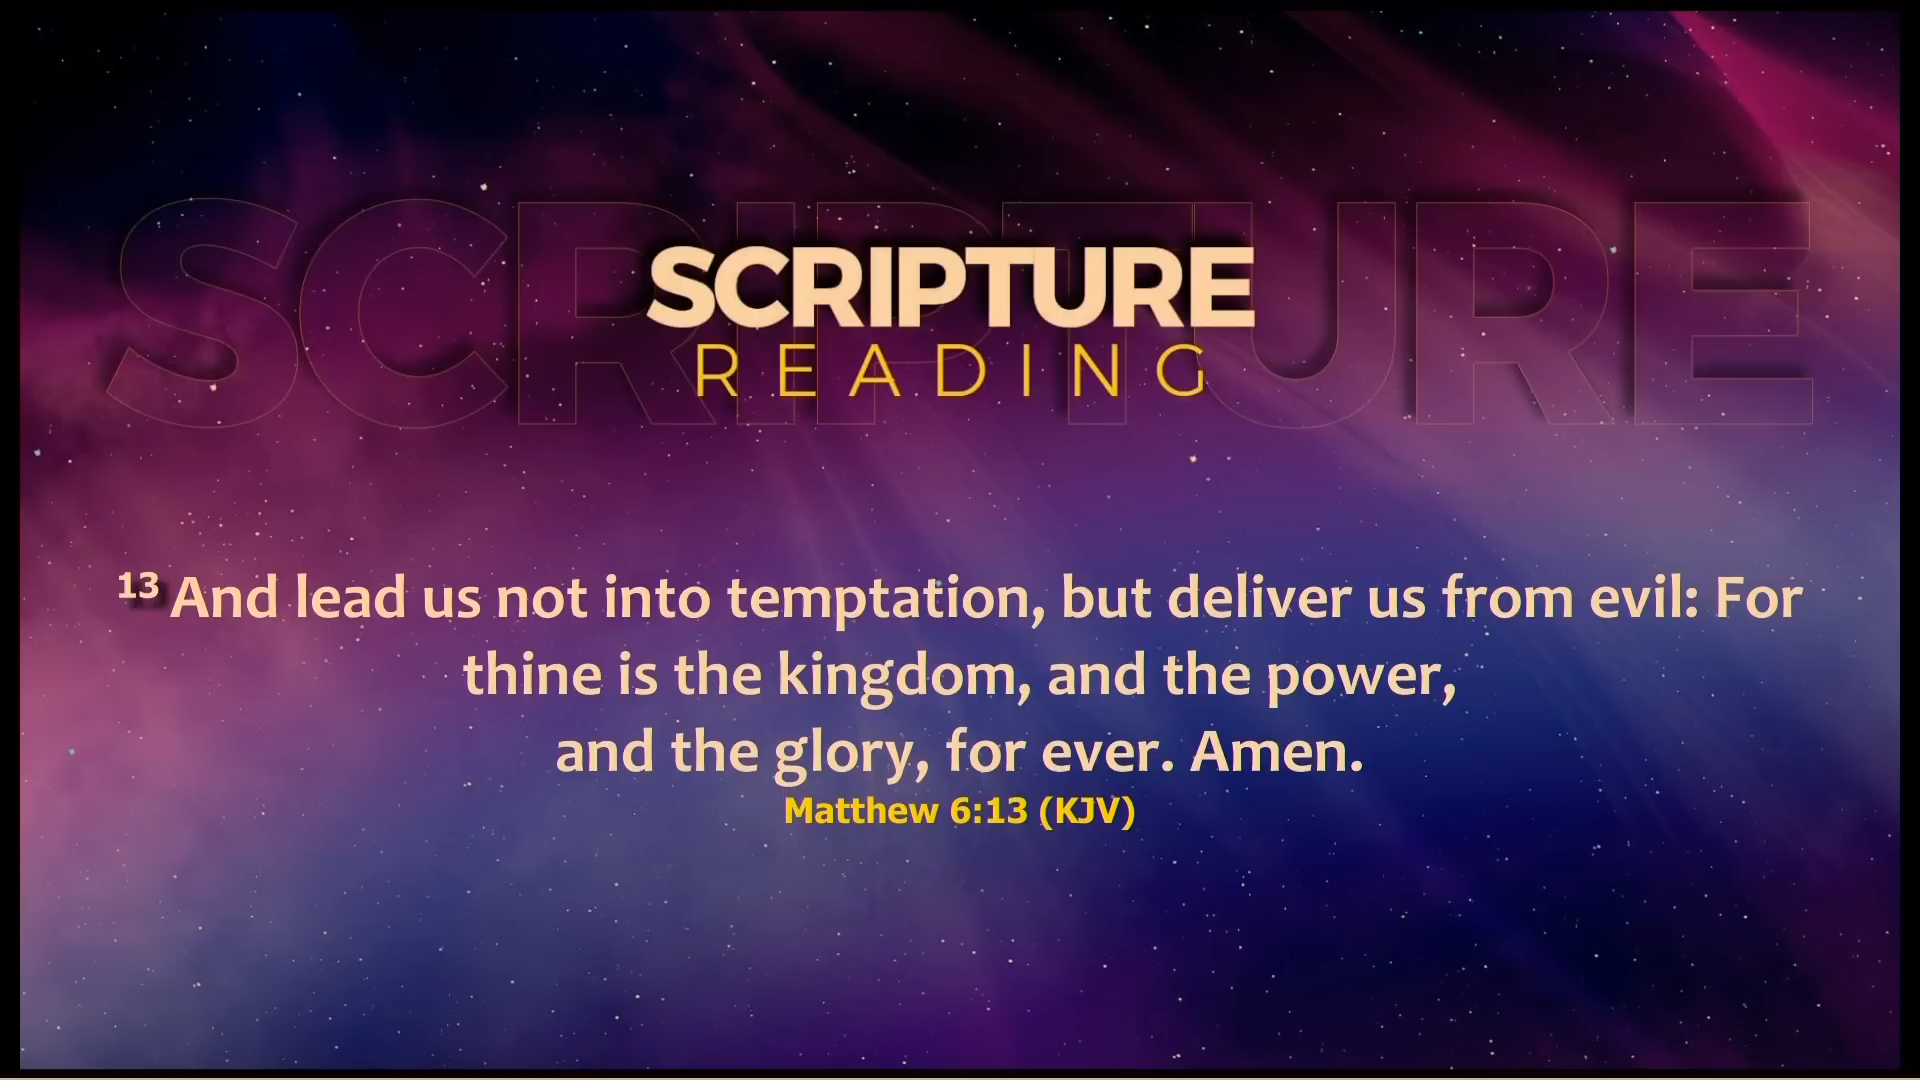 SCRIPTURE
SCRIPTURE
READING
13 And lead us not into temptation, but deliver us from evil: For
thine is the kingdom, and the power,
and the glory, for ever. Amen.
Matthew 6:13 (KJV)